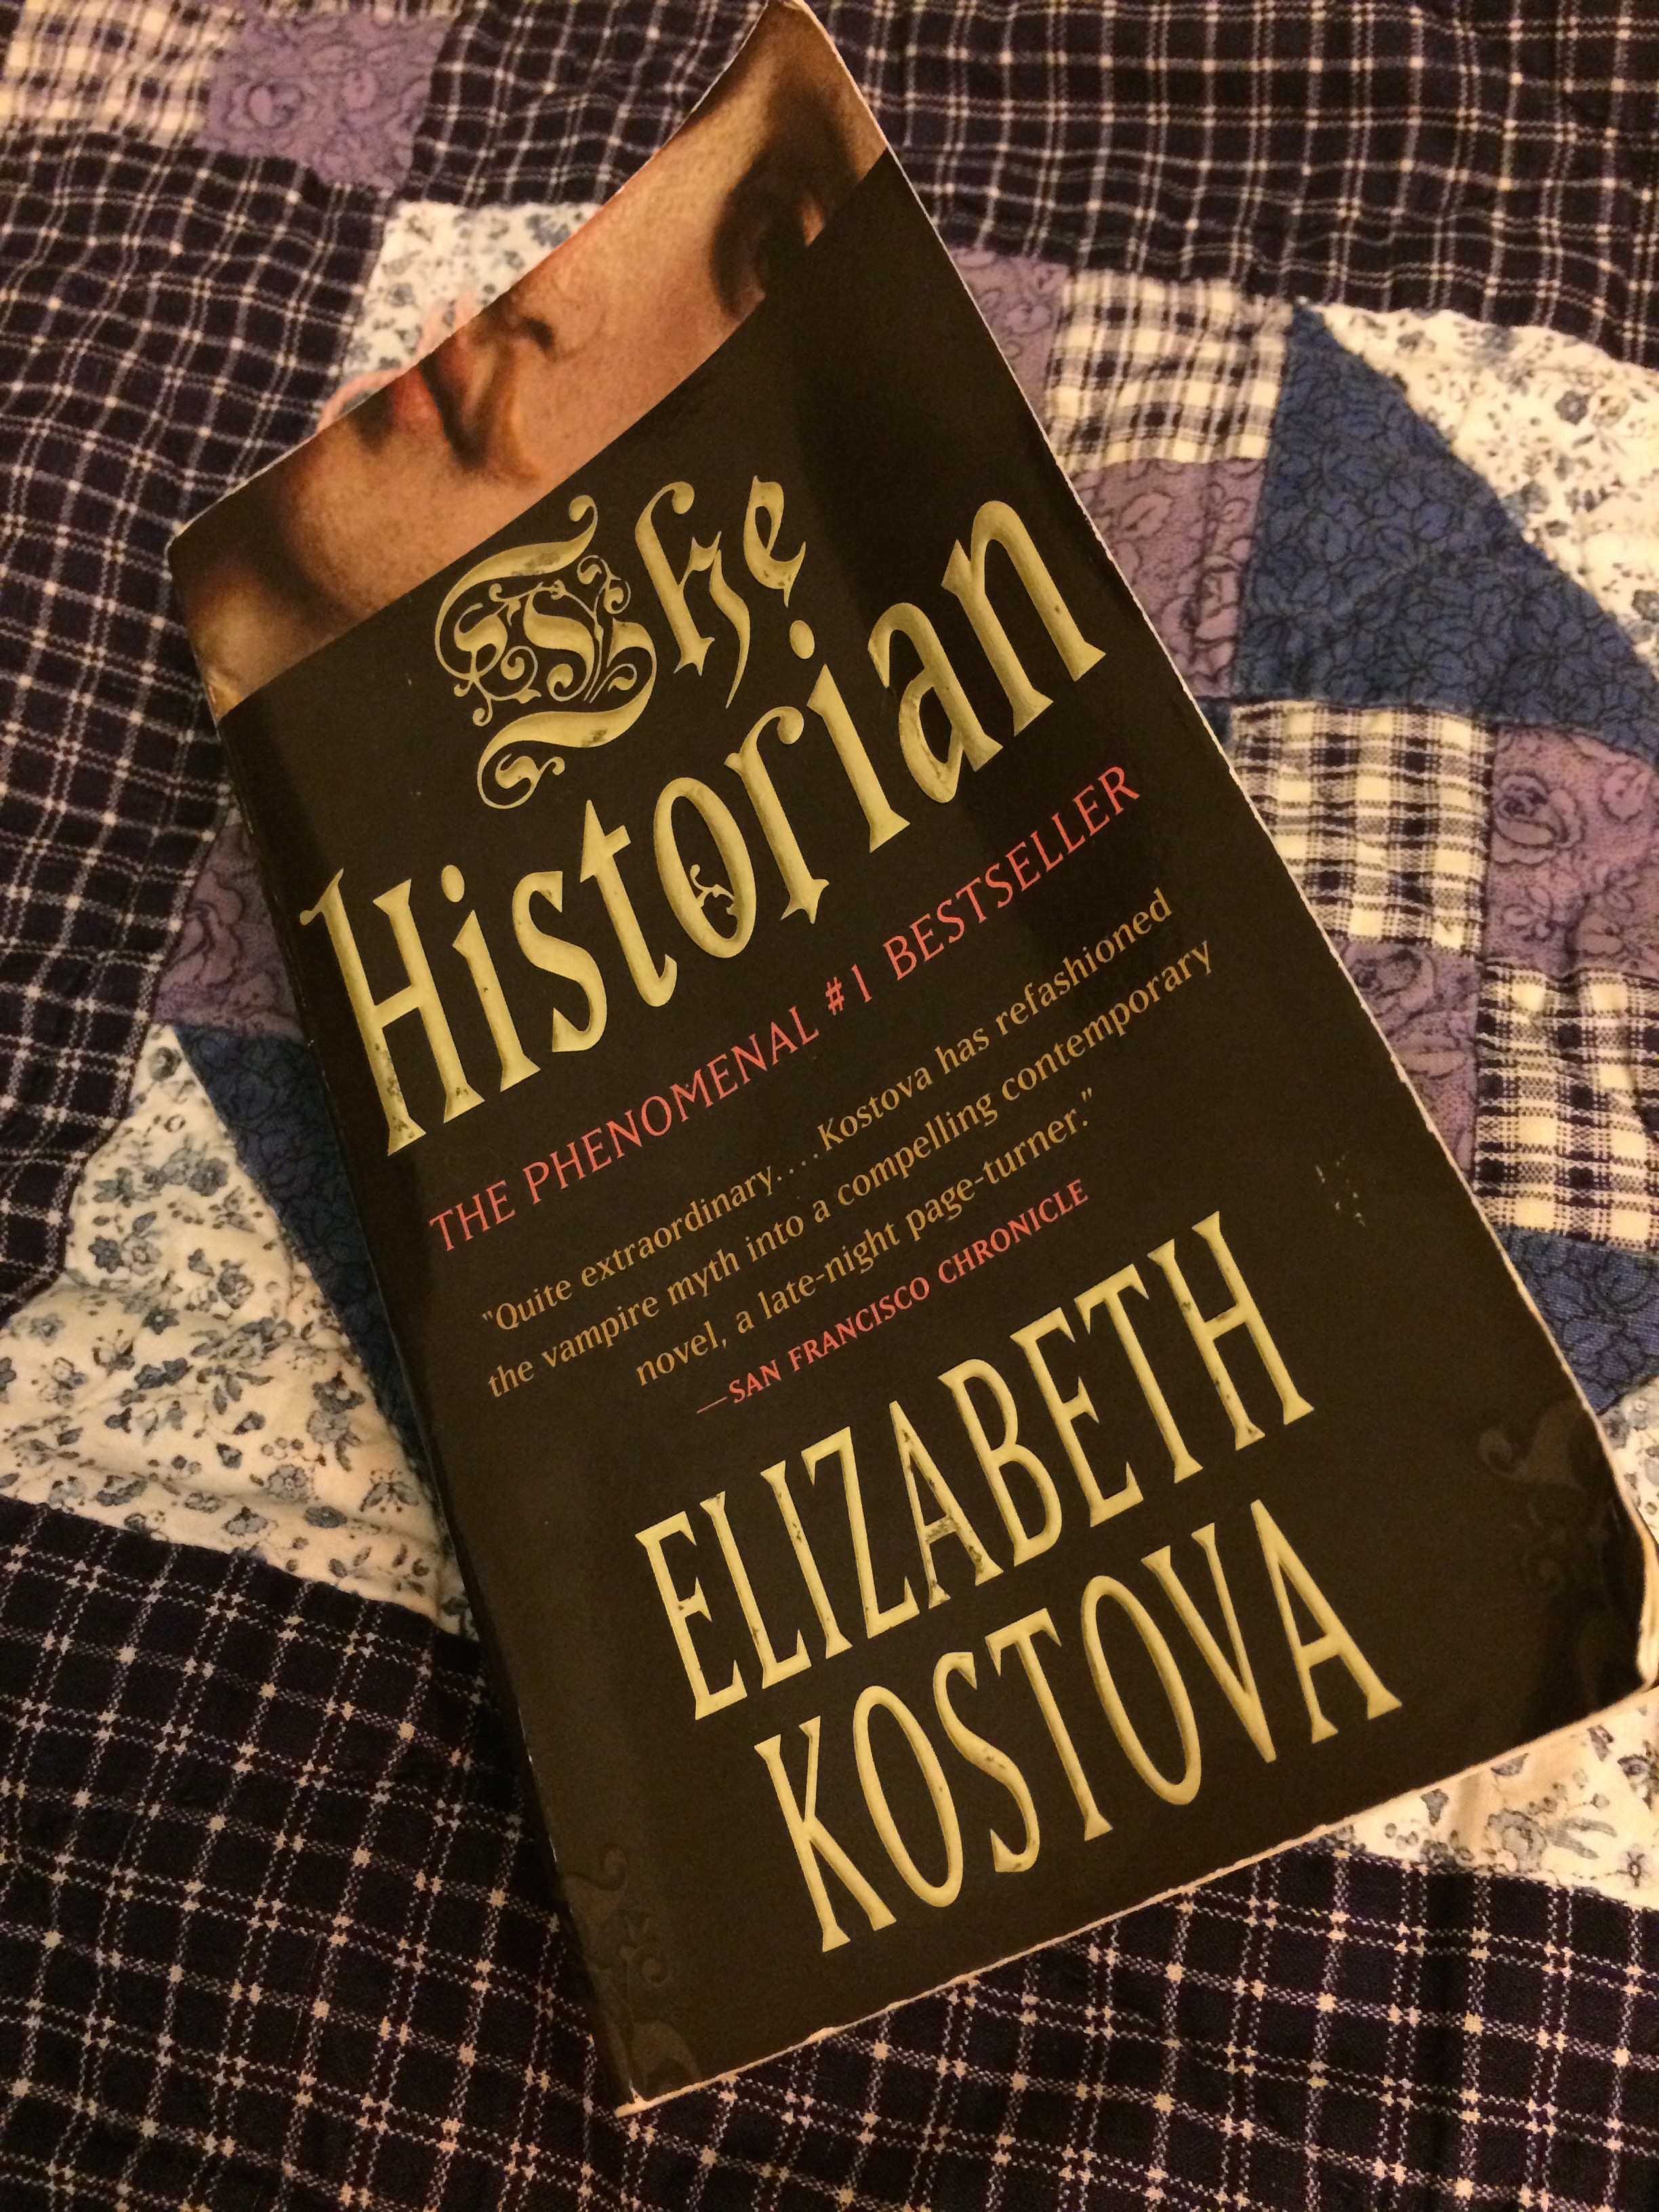 The
Historian
THE PHENOMENAL #1 BESTSELLER
"Quite extraordinary....Kostova has refashioned
the vampire myth into a compelling contemporary
novel, a late-night page-turner."
—SAN FRANCISCO CHRONICLE
ELIZABETH
KOSTOVA